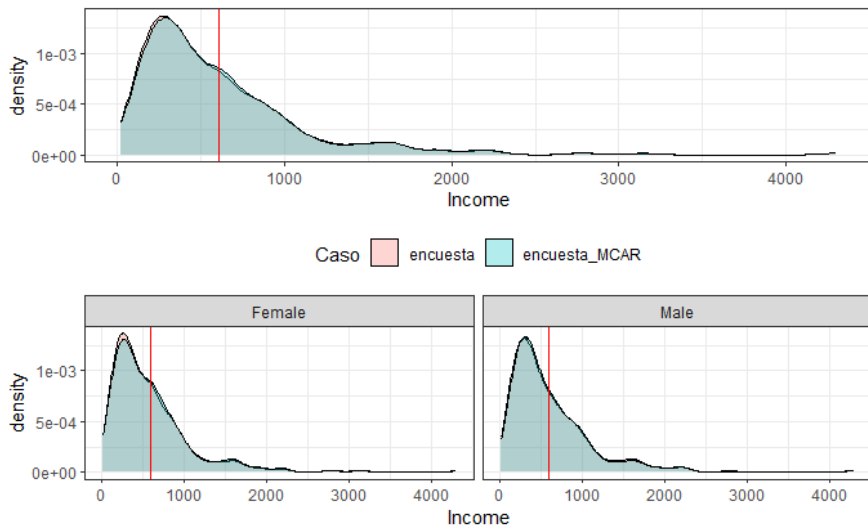 density
1e-03
5e-04
0e+00
0 1000 2000 3000 4000
Income
Caso encuesta encuesta_MCAR
Female Male
density
1e-03
5e-04
0e+00
0 1000 2000 3000 4000 0 1000 2000 3000 4000
Income